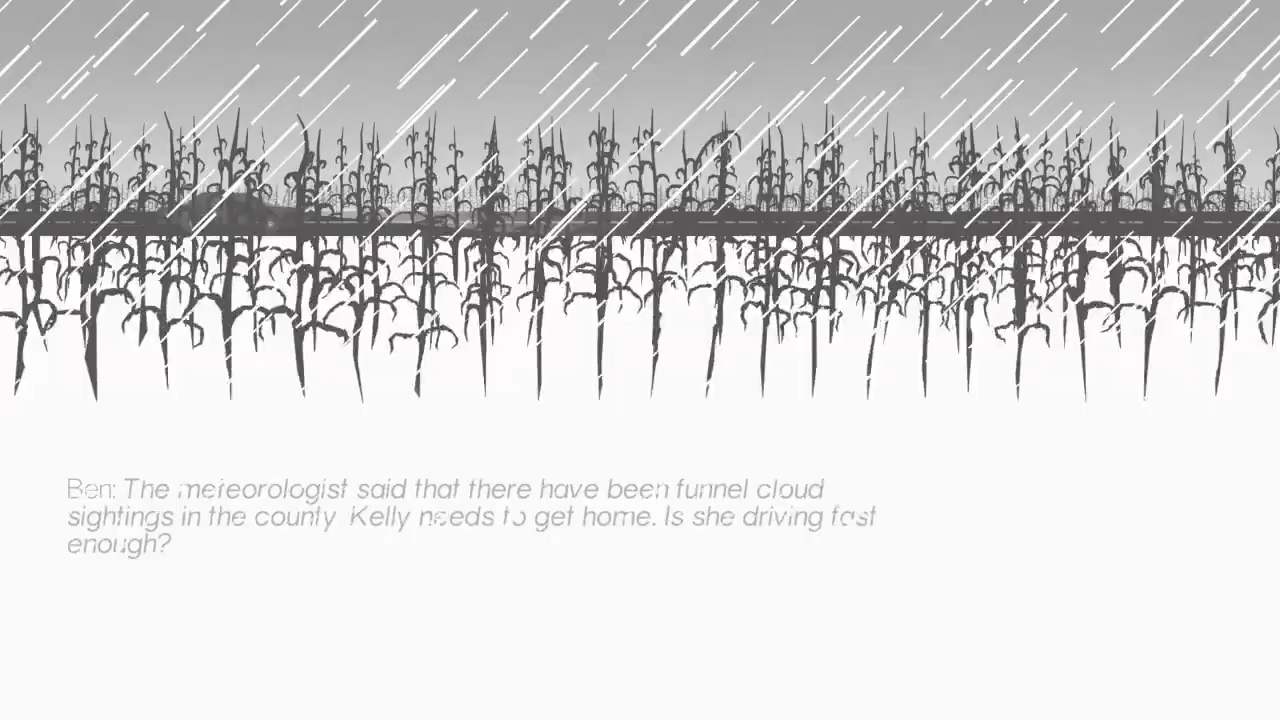 Ben: The meteorologist said that there have been funnel cloud
sightings in the county. Kelly needs to get home. Is she driving fast
enough?